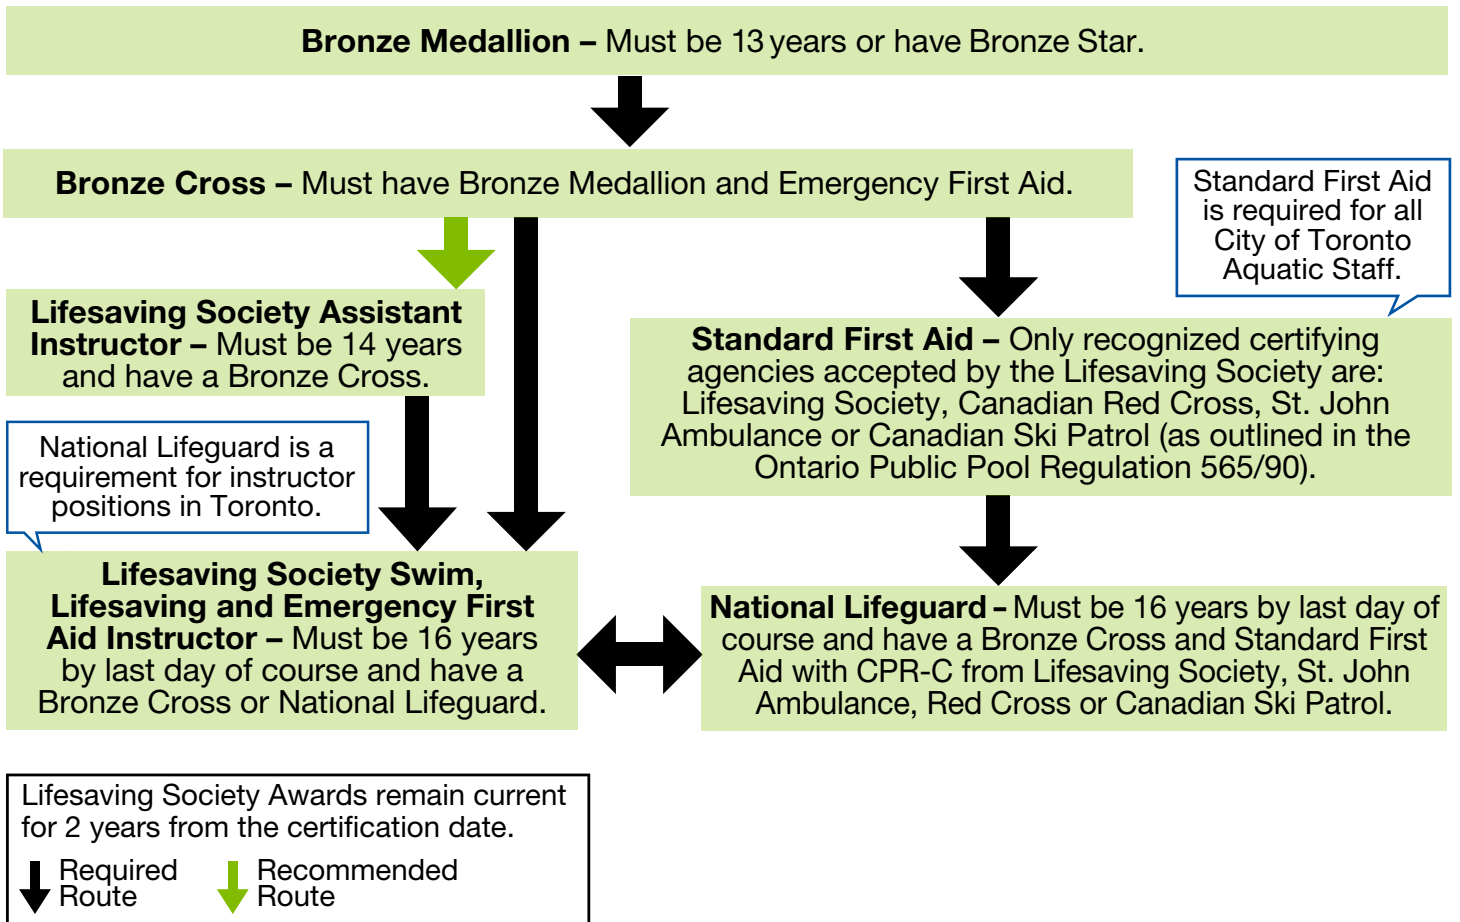 Bronze Medallion – Must be 13 years or have Bronze Star.
Bronze Cross – Must have Bronze Medallion and Emergency First Aid.
Standard First Aid
is required for all
City of Toronto
Aquatic Staff.
Lifesaving Society Assistant
Instructor – Must be 14 years
and have a Bronze Cross.
Standard First Aid – Only recognized certifying
agencies accepted by the Lifesaving Society are:
Lifesaving Society, Canadian Red Cross, St. John
Ambulance or Canadian Ski Patrol (as outlined in the
Ontario Public Pool Regulation 565/90).
National Lifeguard is a
requirement for instructor
positions in Toronto.
Lifesaving Society Swim,
Lifesaving and Emergency First
Aid Instructor – Must be 16 years
by last day of course and have a
Bronze Cross or National Lifeguard.
National Lifeguard – Must be 16 years by last day of
course and have a Bronze Cross and Standard First
Aid with CPR-C from Lifesaving Society, St. John
Ambulance, Red Cross or Canadian Ski Patrol.
Lifesaving Society Awards remain current
for 2 years from the certification date.
Required
Route
Recommended
Route